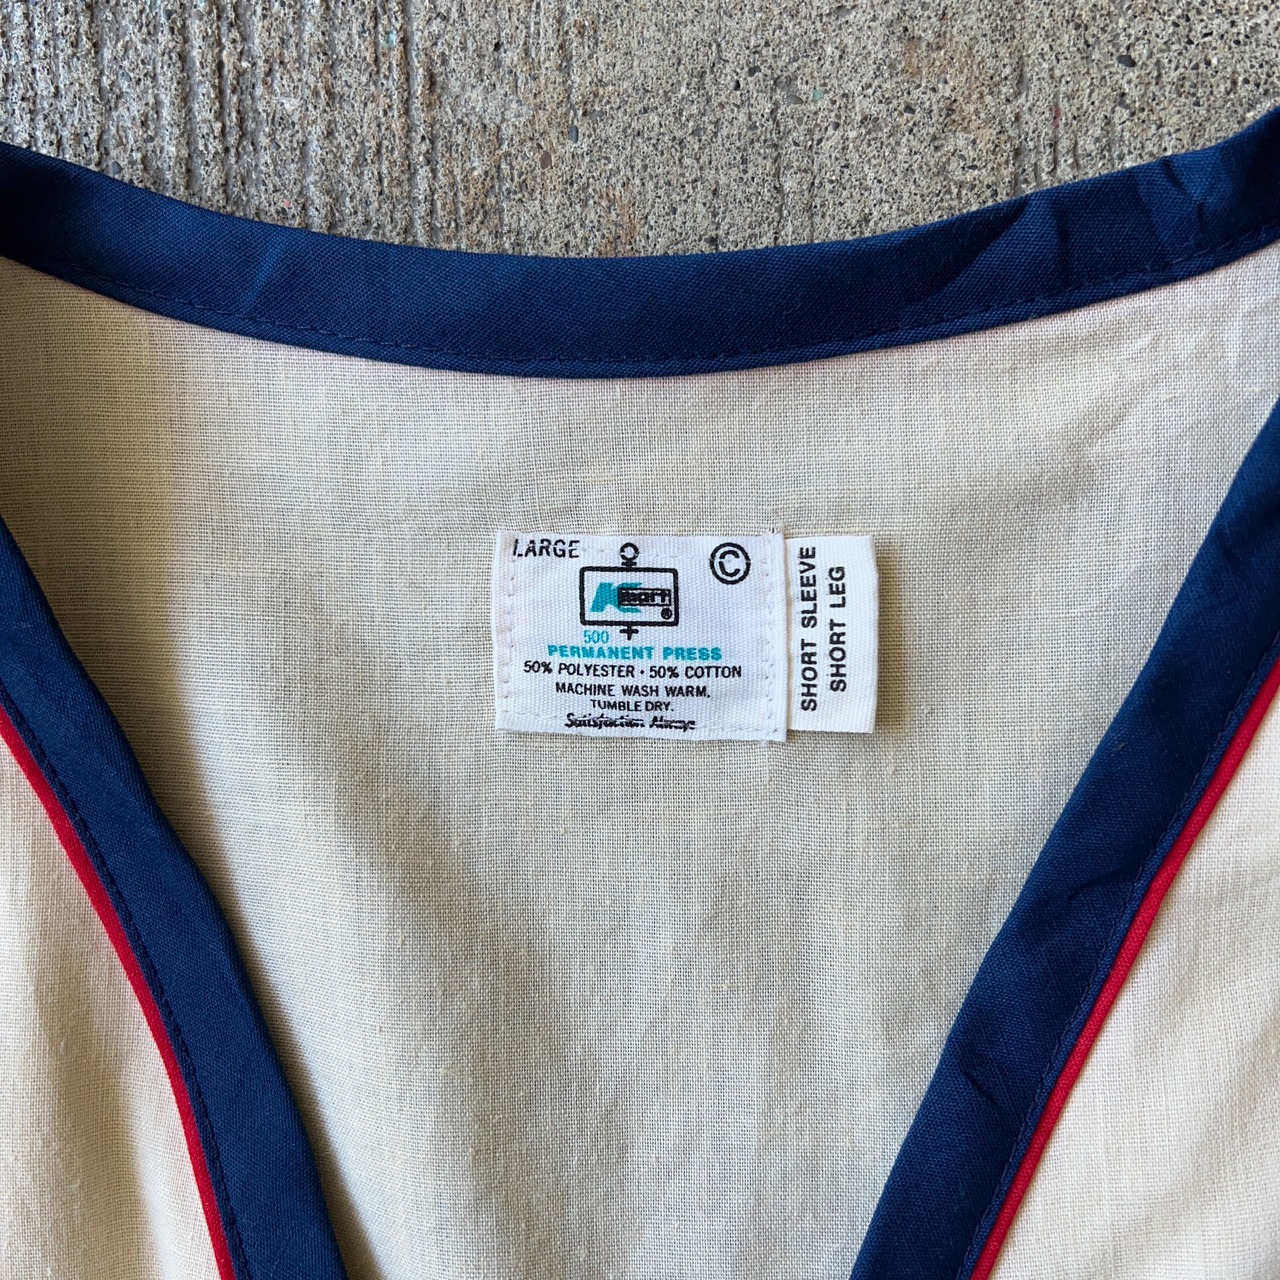 LARGE
©
Kmart
®
500
PERMANENT PRESS
50% POLYESTER · 50% COTTON
MACHINE WASH WARM.
TUMBLE DRY.
Satisfaction Always
SHORT SLEEVE
SHORT LEG